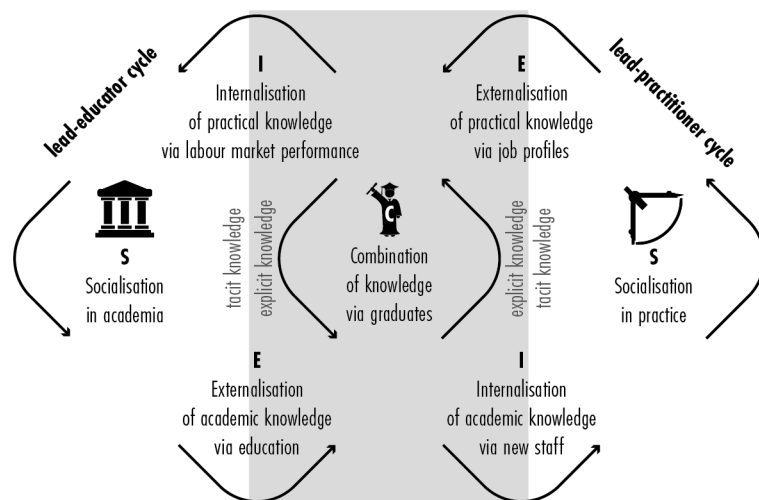 lead-educator cycle
I
Internalisation
of practical knowledge
via labour market performance
E
Externalisation
of practical knowledge
via job profiles
lead-practitioner cycle
S
Socialisation
in academia
tacit knowledge
explicit knowledge
C
Combination
of knowledge
via graduates
explicit knowledge
tacit knowledge
S
Socialisation
in practice
E
Externalisation
of academic knowledge
via education
I
Internalisation
of academic knowledge
via new staff